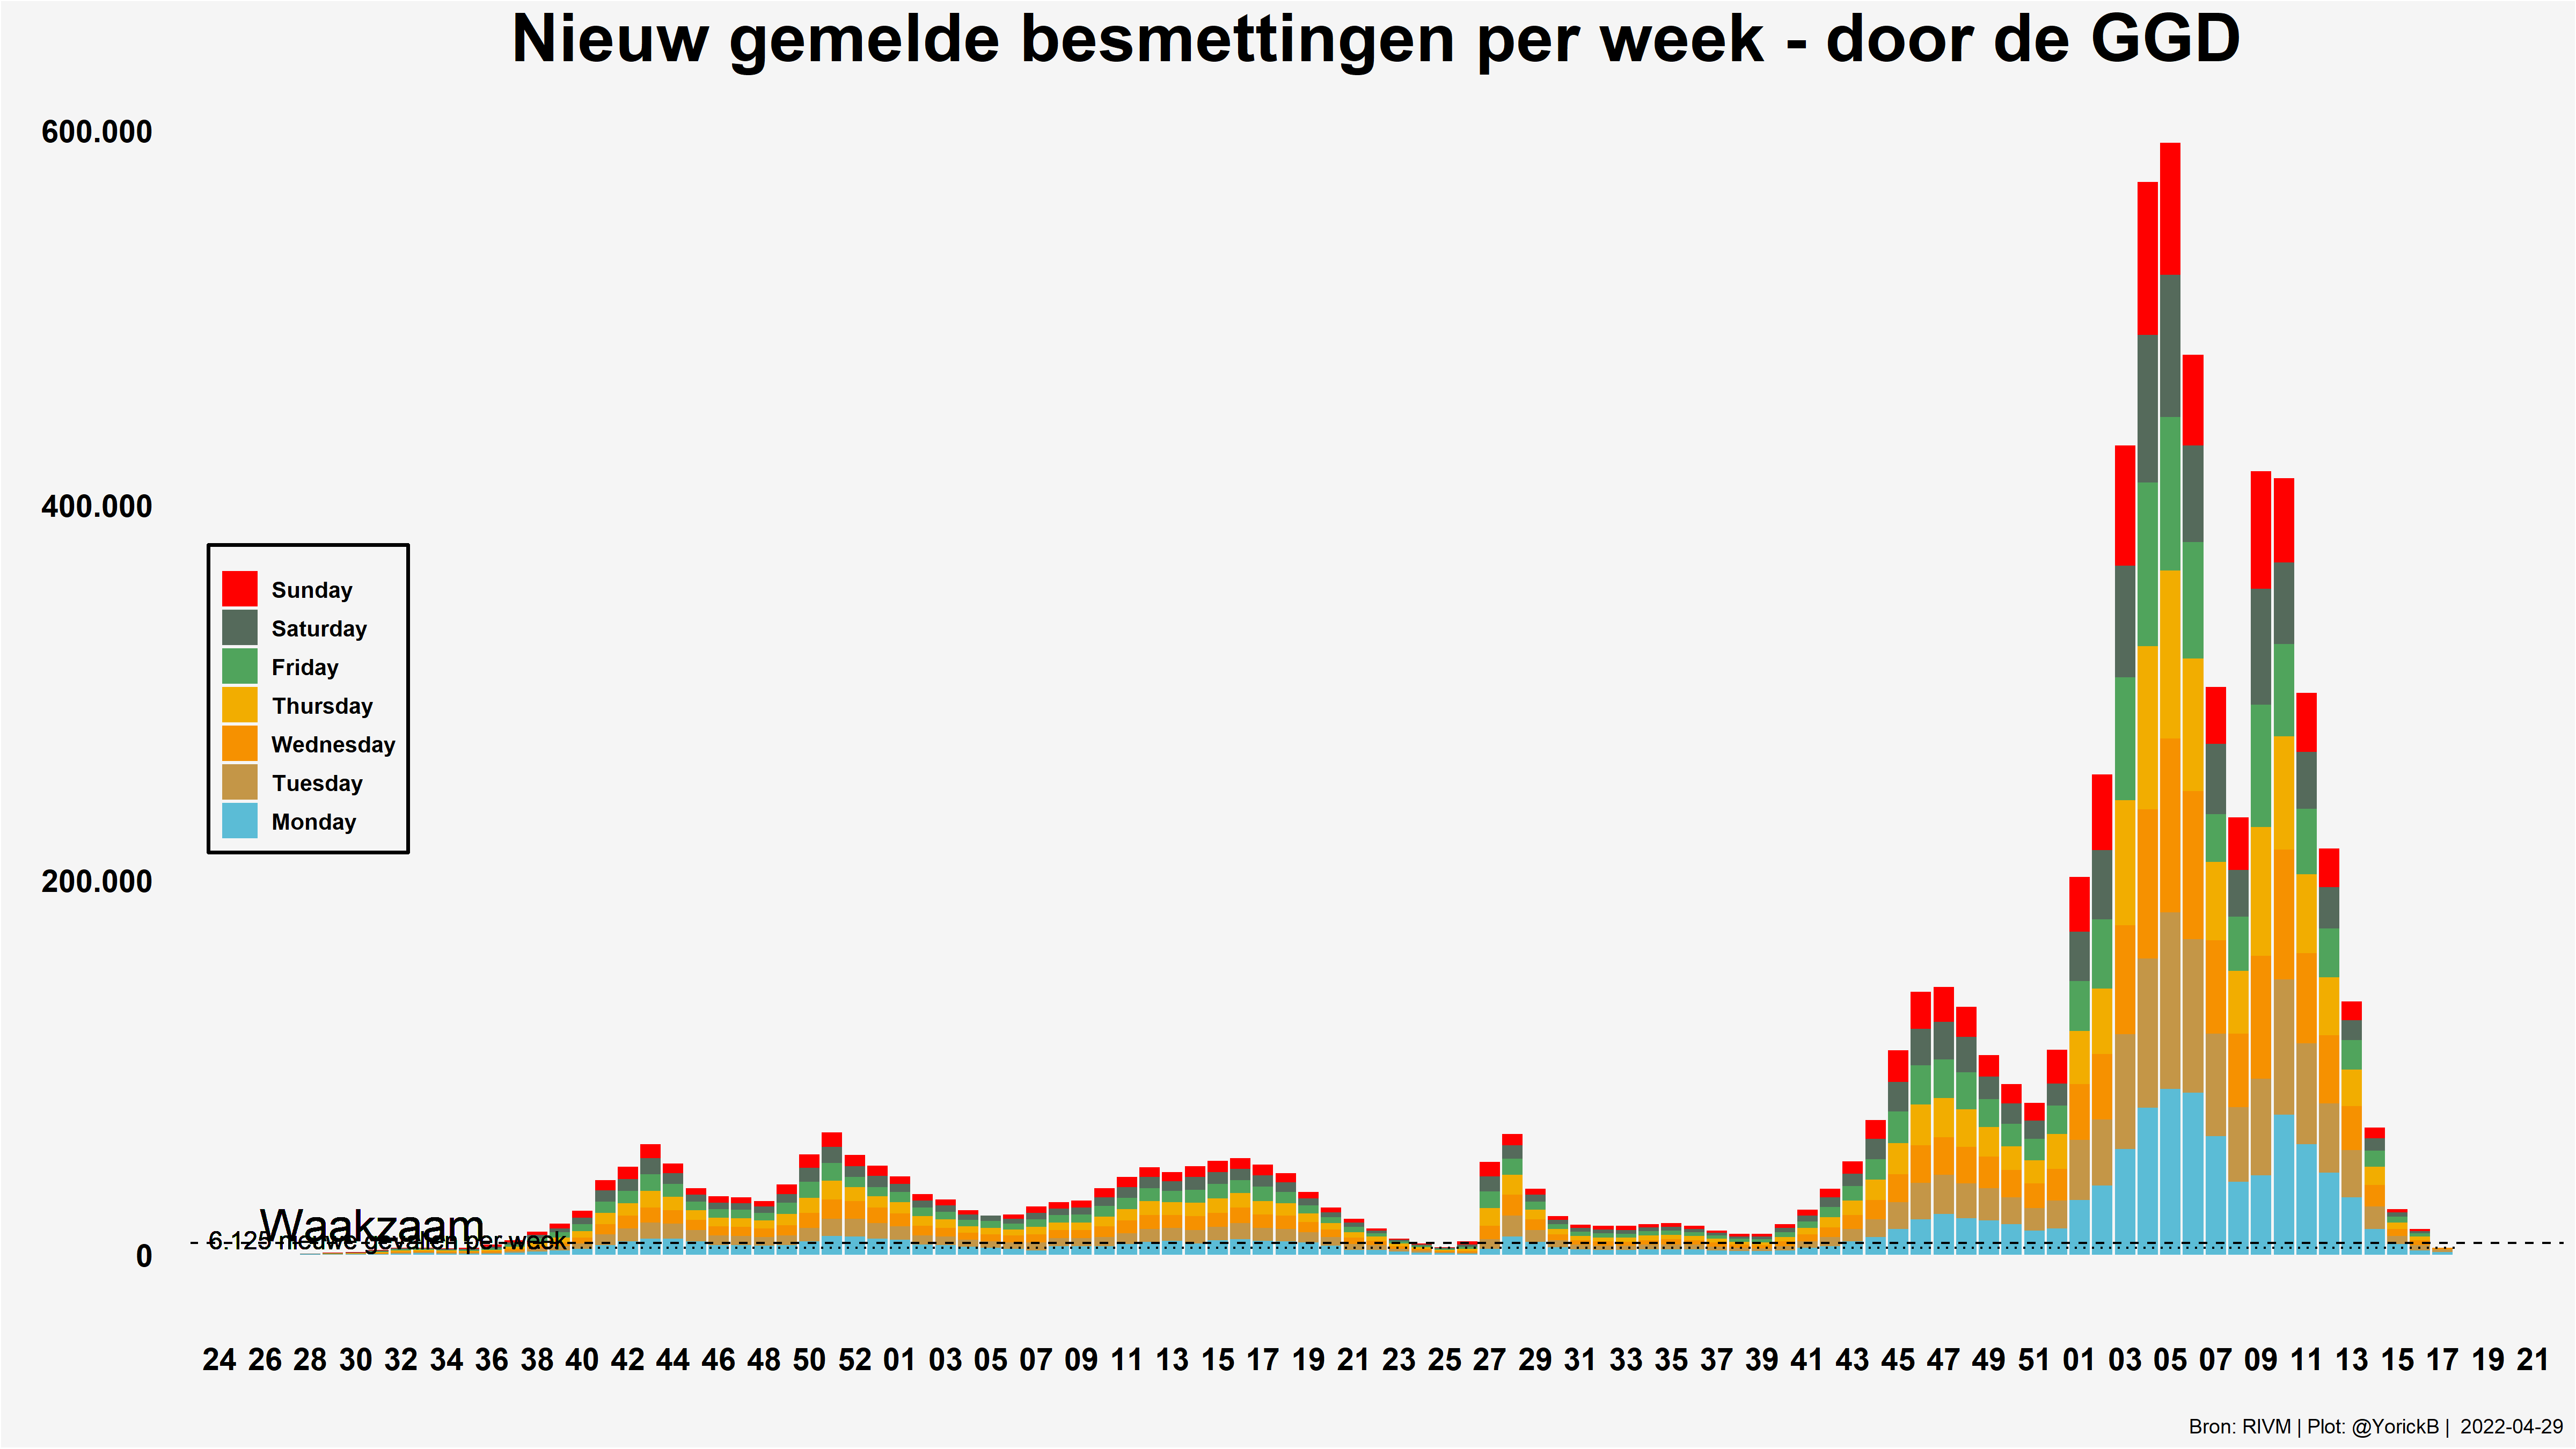 Nieuw gemelde besmettingen per week - door de GGD
600.000
400.000
Sunday
Saturday
Friday
Thursday
Wednesday
Tuesday
Monday
200.000
Waakzaam
6.125 nieuwe gevallen per week
0
24 26 28 30 32 34 36 38 40 42 44 46 48 50 52 01 03 05 07 09 11 13 15 17 19 21 23 25 27 29 31 33 35 37 39 41 43 45 47 49 51 01 03 05 07 09 11 13 15 17 19 21
Bron: RIVM | Plot: @YorickB | 2022-04-29